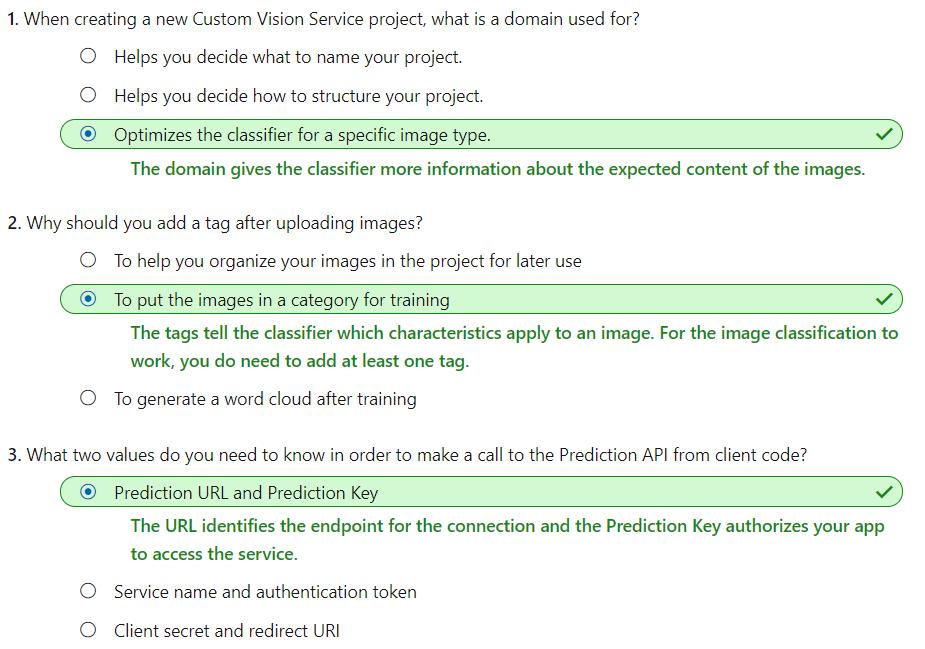 1. When creating a new Custom Vision Service project, what is a domain used for?
Helps you decide what to name your project.
Helps you decide how to structure your project.
Optimizes the classifier for a specific image type.
The domain gives the classifier more information about the expected content of the images.
2. Why should you add a tag after uploading images?
To help you organize your images in the project for later use
To put the images in a category for training
The tags tell the classifier which characteristics apply to an image. For the image classification to
work, you do need to add at least one tag.
To generate a word cloud after training
3. What two values do you need to know in order to make a call to the Prediction API from client code?
Prediction URL and Prediction Key
The URL identifies the endpoint for the connection and the Prediction Key authorizes your app
to access the service.
Service name and authentication token
Client secret and redirect URI